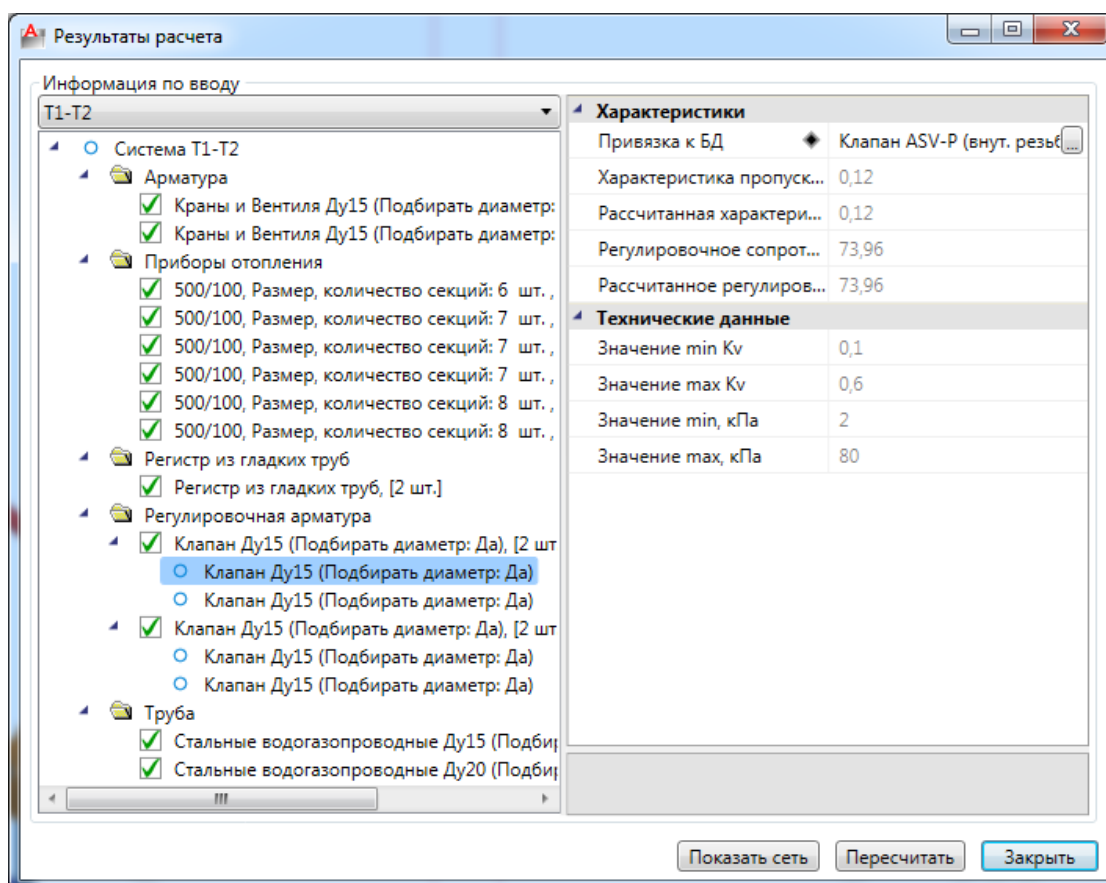 Результаты расчета
Информация по вводу
Т1-Т2
Система Т1-Т2
Арматура
Краны и Вентиля Ду15 (Подбирать диаметр:
Краны и Вентиля Ду15 (Подбирать диаметр:
Приборы отопления
500/100, Размер, количество секций: 6 шт. ,
500/100, Размер, количество секций: 7 шт. ,
500/100, Размер, количество секций: 7 шт. ,
500/100, Размер, количество секций: 7 шт. ,
500/100, Размер, количество секций: 8 шт. ,
500/100, Размер, количество секций: 8 шт. ,
Регистр из гладких труб
Регистр из гладких труб, [2 шт.]
Регулировочная арматура
Клапан Ду15 (Подбирать диаметр: Да), [2 шт
Клапан Ду15 (Подбирать диаметр: Да)
Клапан Ду15 (Подбирать диаметр: Да)
Клапан Ду15 (Подбирать диаметр: Да), [2 шт
Клапан Ду15 (Подбирать диаметр: Да)
Клапан Ду15 (Подбирать диаметр: Да)
Труба
Стальные водогазопроводные Ду15 (Подбир
Стальные водогазопроводные Ду20 (Подбир
Характеристики
Привязка к БД Клапан ASV-P (внут. резьб ...
Характеристика пропуск... 0,12
Рассчитанная характери... 0,12
Регулировочное сопрот... 73,96
Рассчитанное регулиров... 73,96
Технические данные
Значение min Kv 0,1
Значение max Kv 0,6
Значение min, кПа 2
Значение max, кПа 80
Показать сеть Пересчитать Закрыть